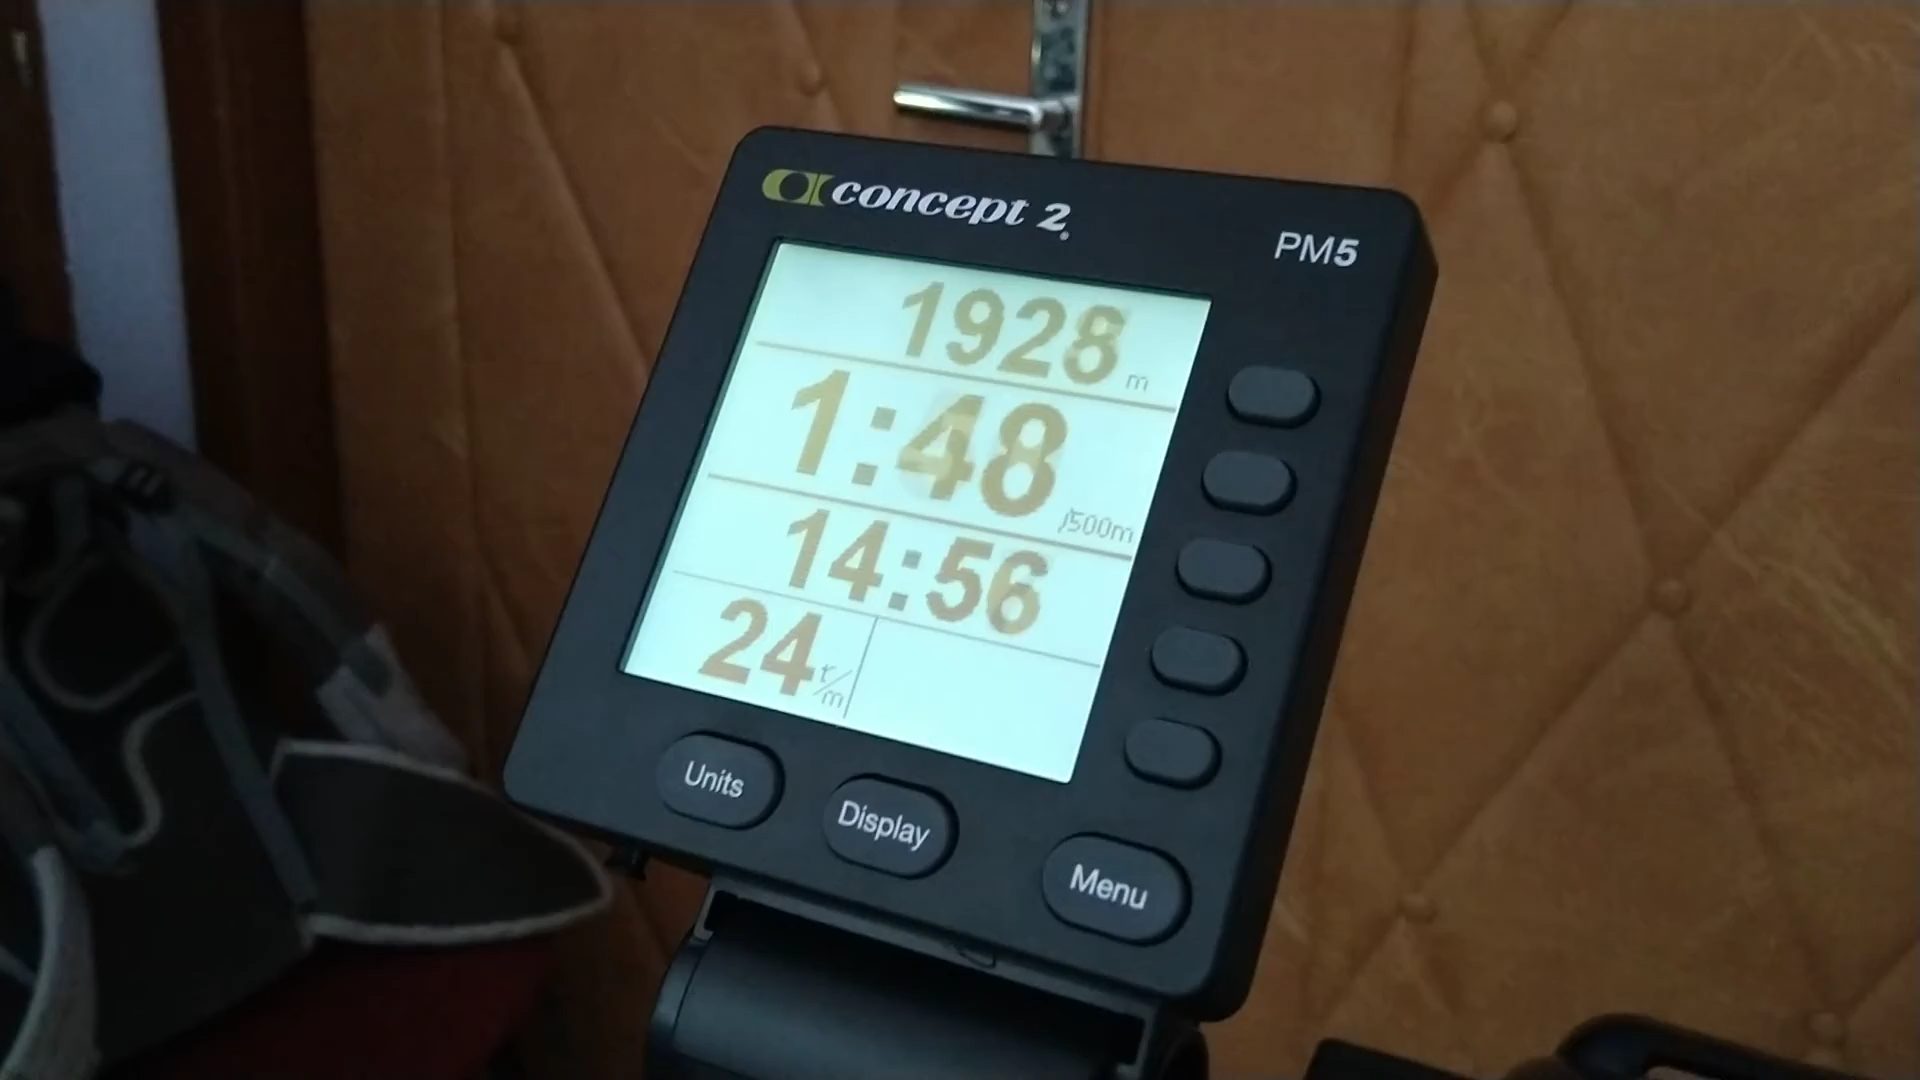 concept 2
PM5
1928 m
1:48 /500m
14:56
24 r/m
Units
Display
Menu